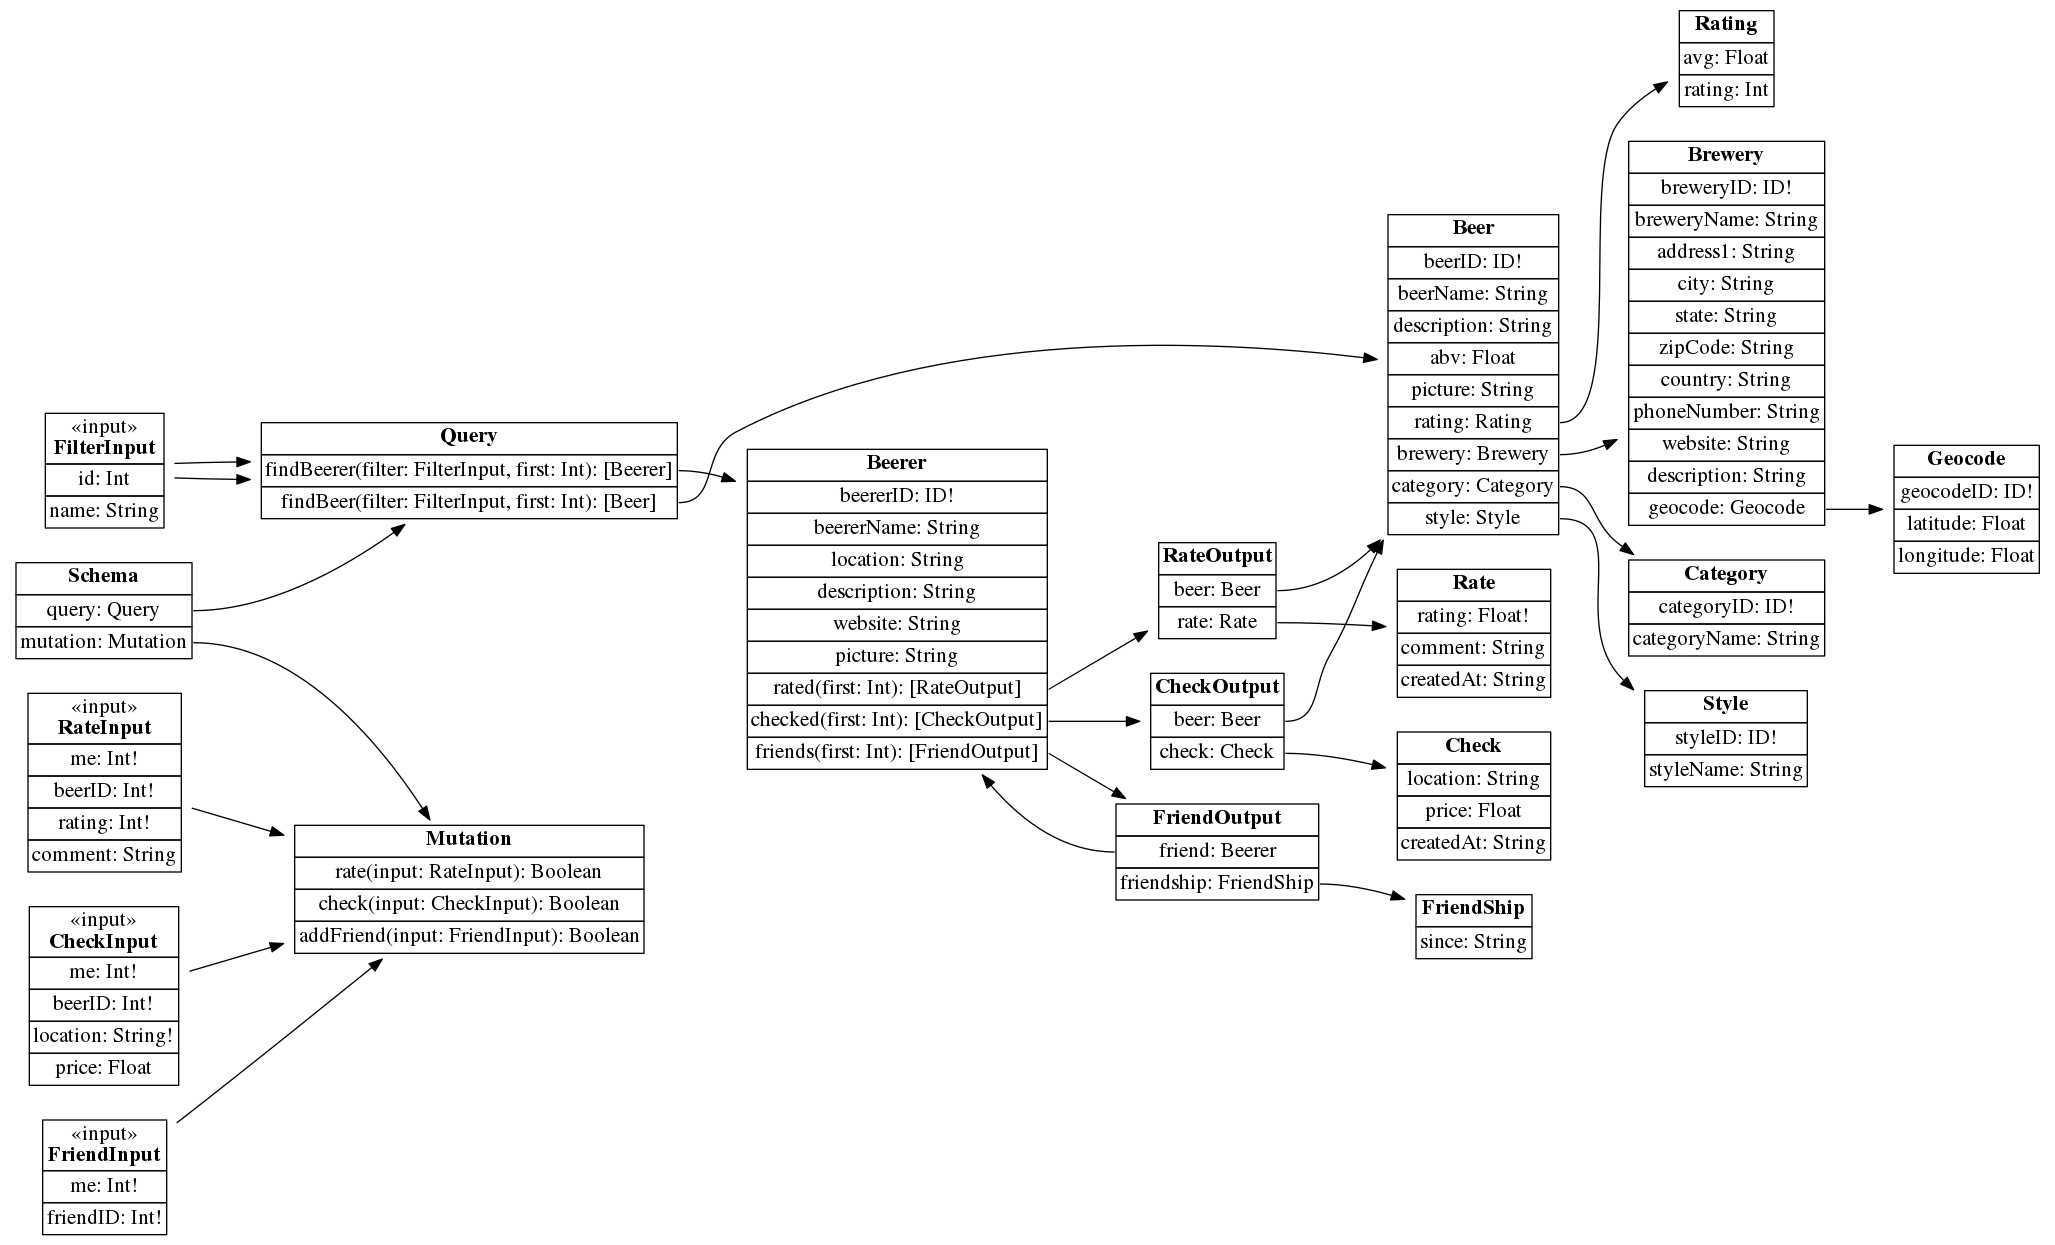 «input»
FilterInput
id: Int
name: String
Schema
query: Query
mutation: Mutation
«input»
RateInput
me: Int!
beerID: Int!
rating: Int!
comment: String
«input»
CheckInput
me: Int!
beerID: Int!
location: String!
price: Float
«input»
FriendInput
me: Int!
friendID: Int!
Query
findBeerer(filter: FilterInput, first: Int): [Beerer]
findBeer(filter: FilterInput, first: Int): [Beer]
Mutation
rate(input: RateInput): Boolean
check(input: CheckInput): Boolean
addFriend(input: FriendInput): Boolean
Beerer
beererID: ID!
beererName: String
location: String
description: String
website: String
picture: String
rated(first: Int): [RateOutput]
checked(first: Int): [CheckOutput]
friends(first: Int): [FriendOutput]
RateOutput
beer: Beer
rate: Rate
CheckOutput
beer: Beer
check: Check
FriendOutput
friend: Beerer
friendship: FriendShip
Beer
beerID: ID!
beerName: String
description: String
abv: Float
picture: String
rating: Rating
brewery: Brewery
category: Category
style: Style
Rate
rating: Float!
comment: String
createdAt: String
Check
location: String
price: Float
createdAt: String
FriendShip
since: String
Rating
avg: Float
rating: Int
Brewery
breweryID: ID!
breweryName: String
address1: String
city: String
state: String
zipCode: String
country: String
phoneNumber: String
website: String
description: String
geocode: Geocode
Category
categoryID: ID!
categoryName: String
Style
styleID: ID!
styleName: String
Geocode
geocodeID: ID!
latitude: Float
longitude: Float